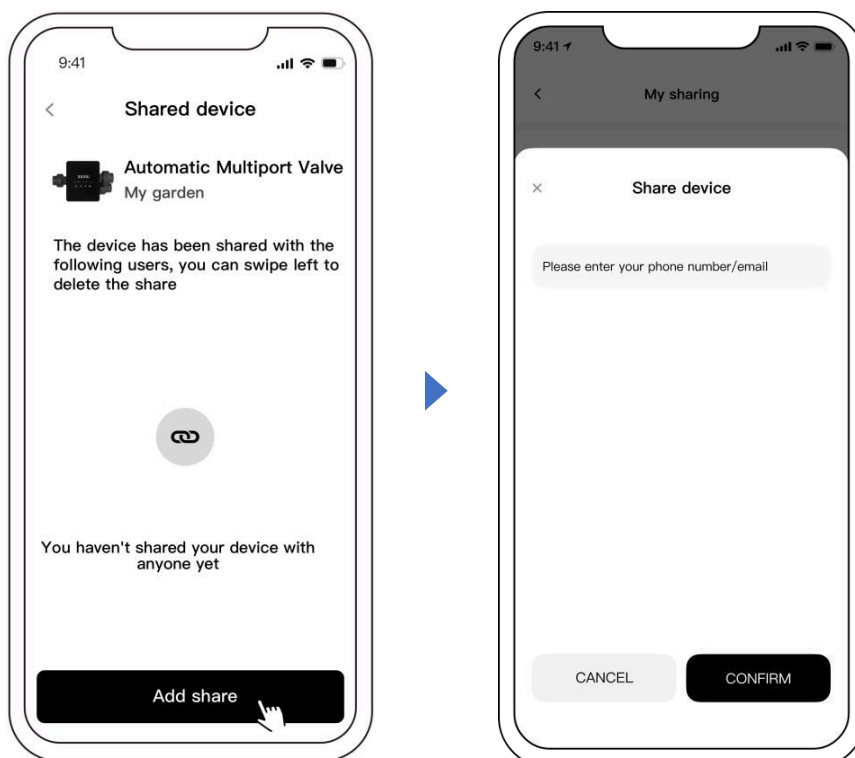 9:41
Shared device
Automatic Multiport Valve
My garden
The device has been shared with the
following users, you can swipe left to
delete the share
You haven't shared your device with
anyone yet
Add share
9:41
My sharing
Share device
Please enter your phone number/email
CANCEL
CONFIRM